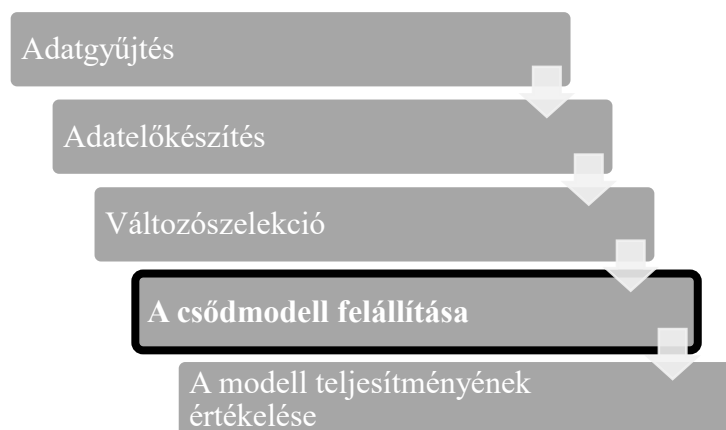 Adatgyűjtés
Adatelőkészítés
Változószelekció
A csődmodell felállítása
A modell teljesítményének
értékelése